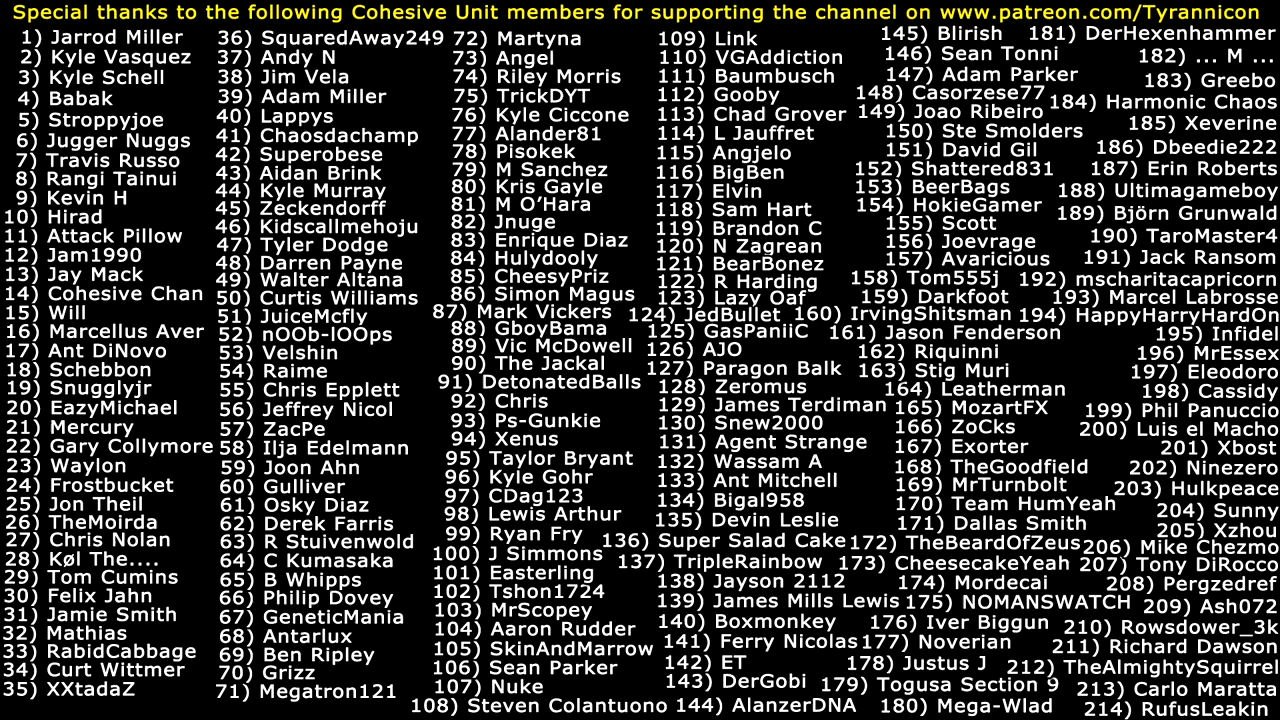 Special thanks to the following Cohesive Unit members for supporting the channel on www.patreon.com/Tyrannicon
1) Jarrod Miller
2) Kyle Vasquez
3) Kyle Schell
4) Babak
5) Stroppyjoe
6) Jugger Nuggs
7) Travis Russo
8) Rangi Tainui
9) Kevin H
10) Hirad
11) Attack Pillow
12) Jam1990
13) Jay Mack
14) Cohesive Chan
15) Will
16) Marcellus Aver
17) Ant DiNovo
18) Schebbon
19) Snugglyjr
20) EazyMichael
21) Mercury
22) Gary Collymore
23) Waylon
24) Frostbucket
25) Jon Theil
26) TheMoirda
27) Chris Nolan
28) Køl The....
29) Tom Cumins
30) Felix Jahn
31) Jamie Smith
32) Mathias
33) RabidCabbage
34) Curt Wittmer
35) XXtadaZ
36) SquaredAway249
37) Andy N
38) Jim Vela
39) Adam Miller
40) Lappys
41) Chaosdachamp
42) Superobese
43) Aidan Brink
44) Kyle Murray
45) Zeckendorff
46) Kidscallmehoju
47) Tyler Dodge
48) Darren Payne
49) Walter Altana
50) Curtis Williams
51) JuiceMcfly
52) nOOb-lOOps
53) Velshin
54) Raime
55) Chris Epplett
56) Jeffrey Nicol
57) ZacPe
58) Ilja Edelmann
59) Joon Ahn
60) Gulliver
61) Osky Diaz
62) Derek Farris
63) R Stuivenwold
64) C Kumasaka
65) B Whipps
66) Philip Dovey
67) GeneticMania
68) Antarlux
69) Ben Ripley
70) Grizz
71) Megatron121
72) Martyna
73) Angel
74) Riley Morris
75) TrickDYT
76) Kyle Ciccone
77) Alander81
78) Pisokek
79) M Sanchez
80) Kris Gayle
81) M O’Hara
82) Jnuge
83) Enrique Diaz
84) Hulydooly
85) CheesyPriz
86) Simon Magus
87) Mark Vickers
88) GboyBama
89) Vic McDowell
90) The Jackal
91) DetonatedBalls
92) Chris
93) Ps-Gunkie
94) Xenus
95) Taylor Bryant
96) Kyle Gohr
97) CDag123
98) Lewis Arthur
99) Ryan Fry
100) J Simmons
101) Easterling
102) Tshon1724
103) MrScopey
104) Aaron Rudder
105) SkinAndMarrow
106) Sean Parker
107) Nuke
108) Steven Colantuono
109) Link
110) VGAddiction
111) Baumbusch
112) Gooby
113) Chad Grover
114) L Jauffret
115) Angjelo
116) BigBen
117) Elvin
118) Sam Hart
119) Brandon C
120) N Zagrean
121) BearBonez
122) R Harding
123) Lazy Oaf
124) JedBullet
125) GasPaniiC
126) AJO
127) Paragon Balk
128) Zeromus
129) James Terdiman
130) Snew2000
131) Agent Strange
132) Wassam A
133) Ant Mitchell
134) Bigal958
135) Devin Leslie
136) Super Salad Cake
137) TripleRainbow
138) Jayson 2112
139) James Mills Lewis
140) Boxmonkey
141) Ferry Nicolas
142) ET
143) DerGobi
144) AlanzerDNA
145) Blirish
146) Sean Tonni
147) Adam Parker
148) Casorzese77
149) Joao Ribeiro
150) Ste Smolders
151) David Gil
152) Shattered831
153) BeerBags
154) HokieGamer
155) Scott
156) Joevrage
157) Avaricious
158) Tom555j
159) Darkfoot
160) IrvingShitsman
161) Jason Fenderson
162) Riquinni
163) Stig Muri
164) Leatherman
165) MozartFX
166) ZoCks
167) Exorter
168) TheGoodfield
169) MrTurnbolt
170) Team HumYeah
171) Dallas Smith
172) TheBeardOfZeus
173) CheesecakeYeah
174) Mordecai
175) NOMANSWATCH
176) Iver Biggun
177) Noverian
178) Justus J
179) Togusa Section 9
180) Mega-Wlad
181) DerHexenhammer
182) ... M ...
183) Greebo
184) Harmonic Chaos
185) Xeverine
186) Dbeedie222
187) Erin Roberts
188) Ultimagameboy
189) Björn Grunwald
190) TaroMaster4
191) Jack Ransom
192) mscharitacapricorn
193) Marcel Labrosse
194) HappyHarryHardOn
195) Infidel
196) MrEssex
197) Eleodoro
198) Cassidy
199) Phil Panuccio
200) Luis el Macho
201) Xbost
202) Ninezero
203) Hulkpeace
204) Sunny
205) Xzhou
206) Mike Chezmo
207) Tony DiRocco
208) Pergzedref
209) Ash072
210) Rowsdower_3k
211) Richard Dawson
212) TheAlmightySquirrel
213) Carlo Maratta
214) RufusLeakin